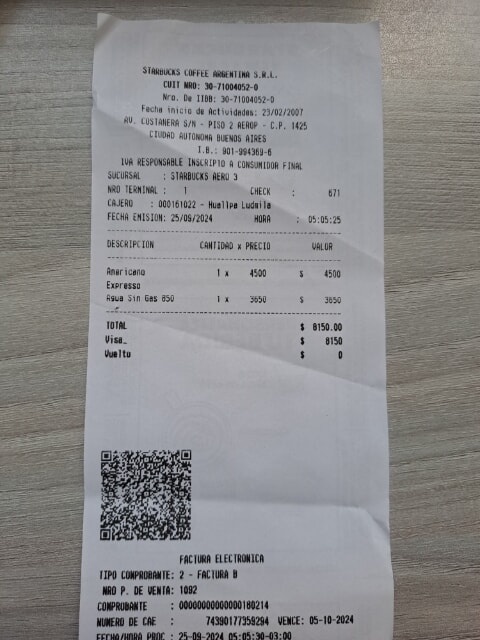 STARBUCKS COFFEE ARGENTINA S.R.L.
CUIT NRO: 30-71004052-0
Nro. De IIBB: 30-71004052-0
Fecha inicio de Actividades: 23/02/2007
AV. COSTANERA S/N - PISO 2 AEROP - C.P. 1425
CIUDAD AUTONOMA BUENOS AIRES
I.B.: 901-994369-6
IVA RESPONSABLE INSCRIPTO A CONSUMIDOR FINAL
SUCURSAL : STARBUCKS AERO 3
NRO TERMINAL : 1 CHECK : 671
CAJERO : 000161022 - Huallpa Ludmila
FECHA EMISION: 25/09/2024 HORA : 05:05:25
DESCRIPCION CANTIDAD x PRECIO VALOR
Americano 1 x 4500 $ 4500
Expresso
Agua Sin Gas 850 1 x 3650 $ 3650
TOTAL $ 8150.00
Visa_ $ 8150
Vuelto $ 0
FACTURA ELECTRONICA
TIPO COMPROBANTE: 2 - FACTURA B
NRO P. DE VENTA: 1092
COMPROBANTE : 00000000000000160214
NUMERO DE CAE : 74390177359294 VENCE: 05-10-2024
FECHA/HORA PROC : 25-09-2024 05:05:30-03:00